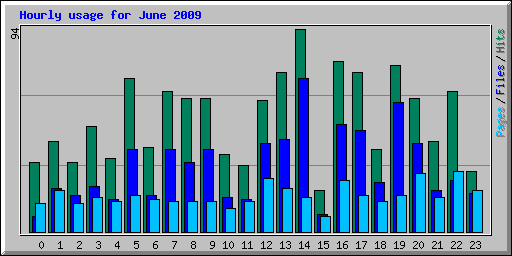 Hourly usage for June 2009
94
Pages / Files / Hits
0 1 2 3 4 5 6 7 8 9 10 11 12 13 14 15 16 17 18 19 20 21 22 23